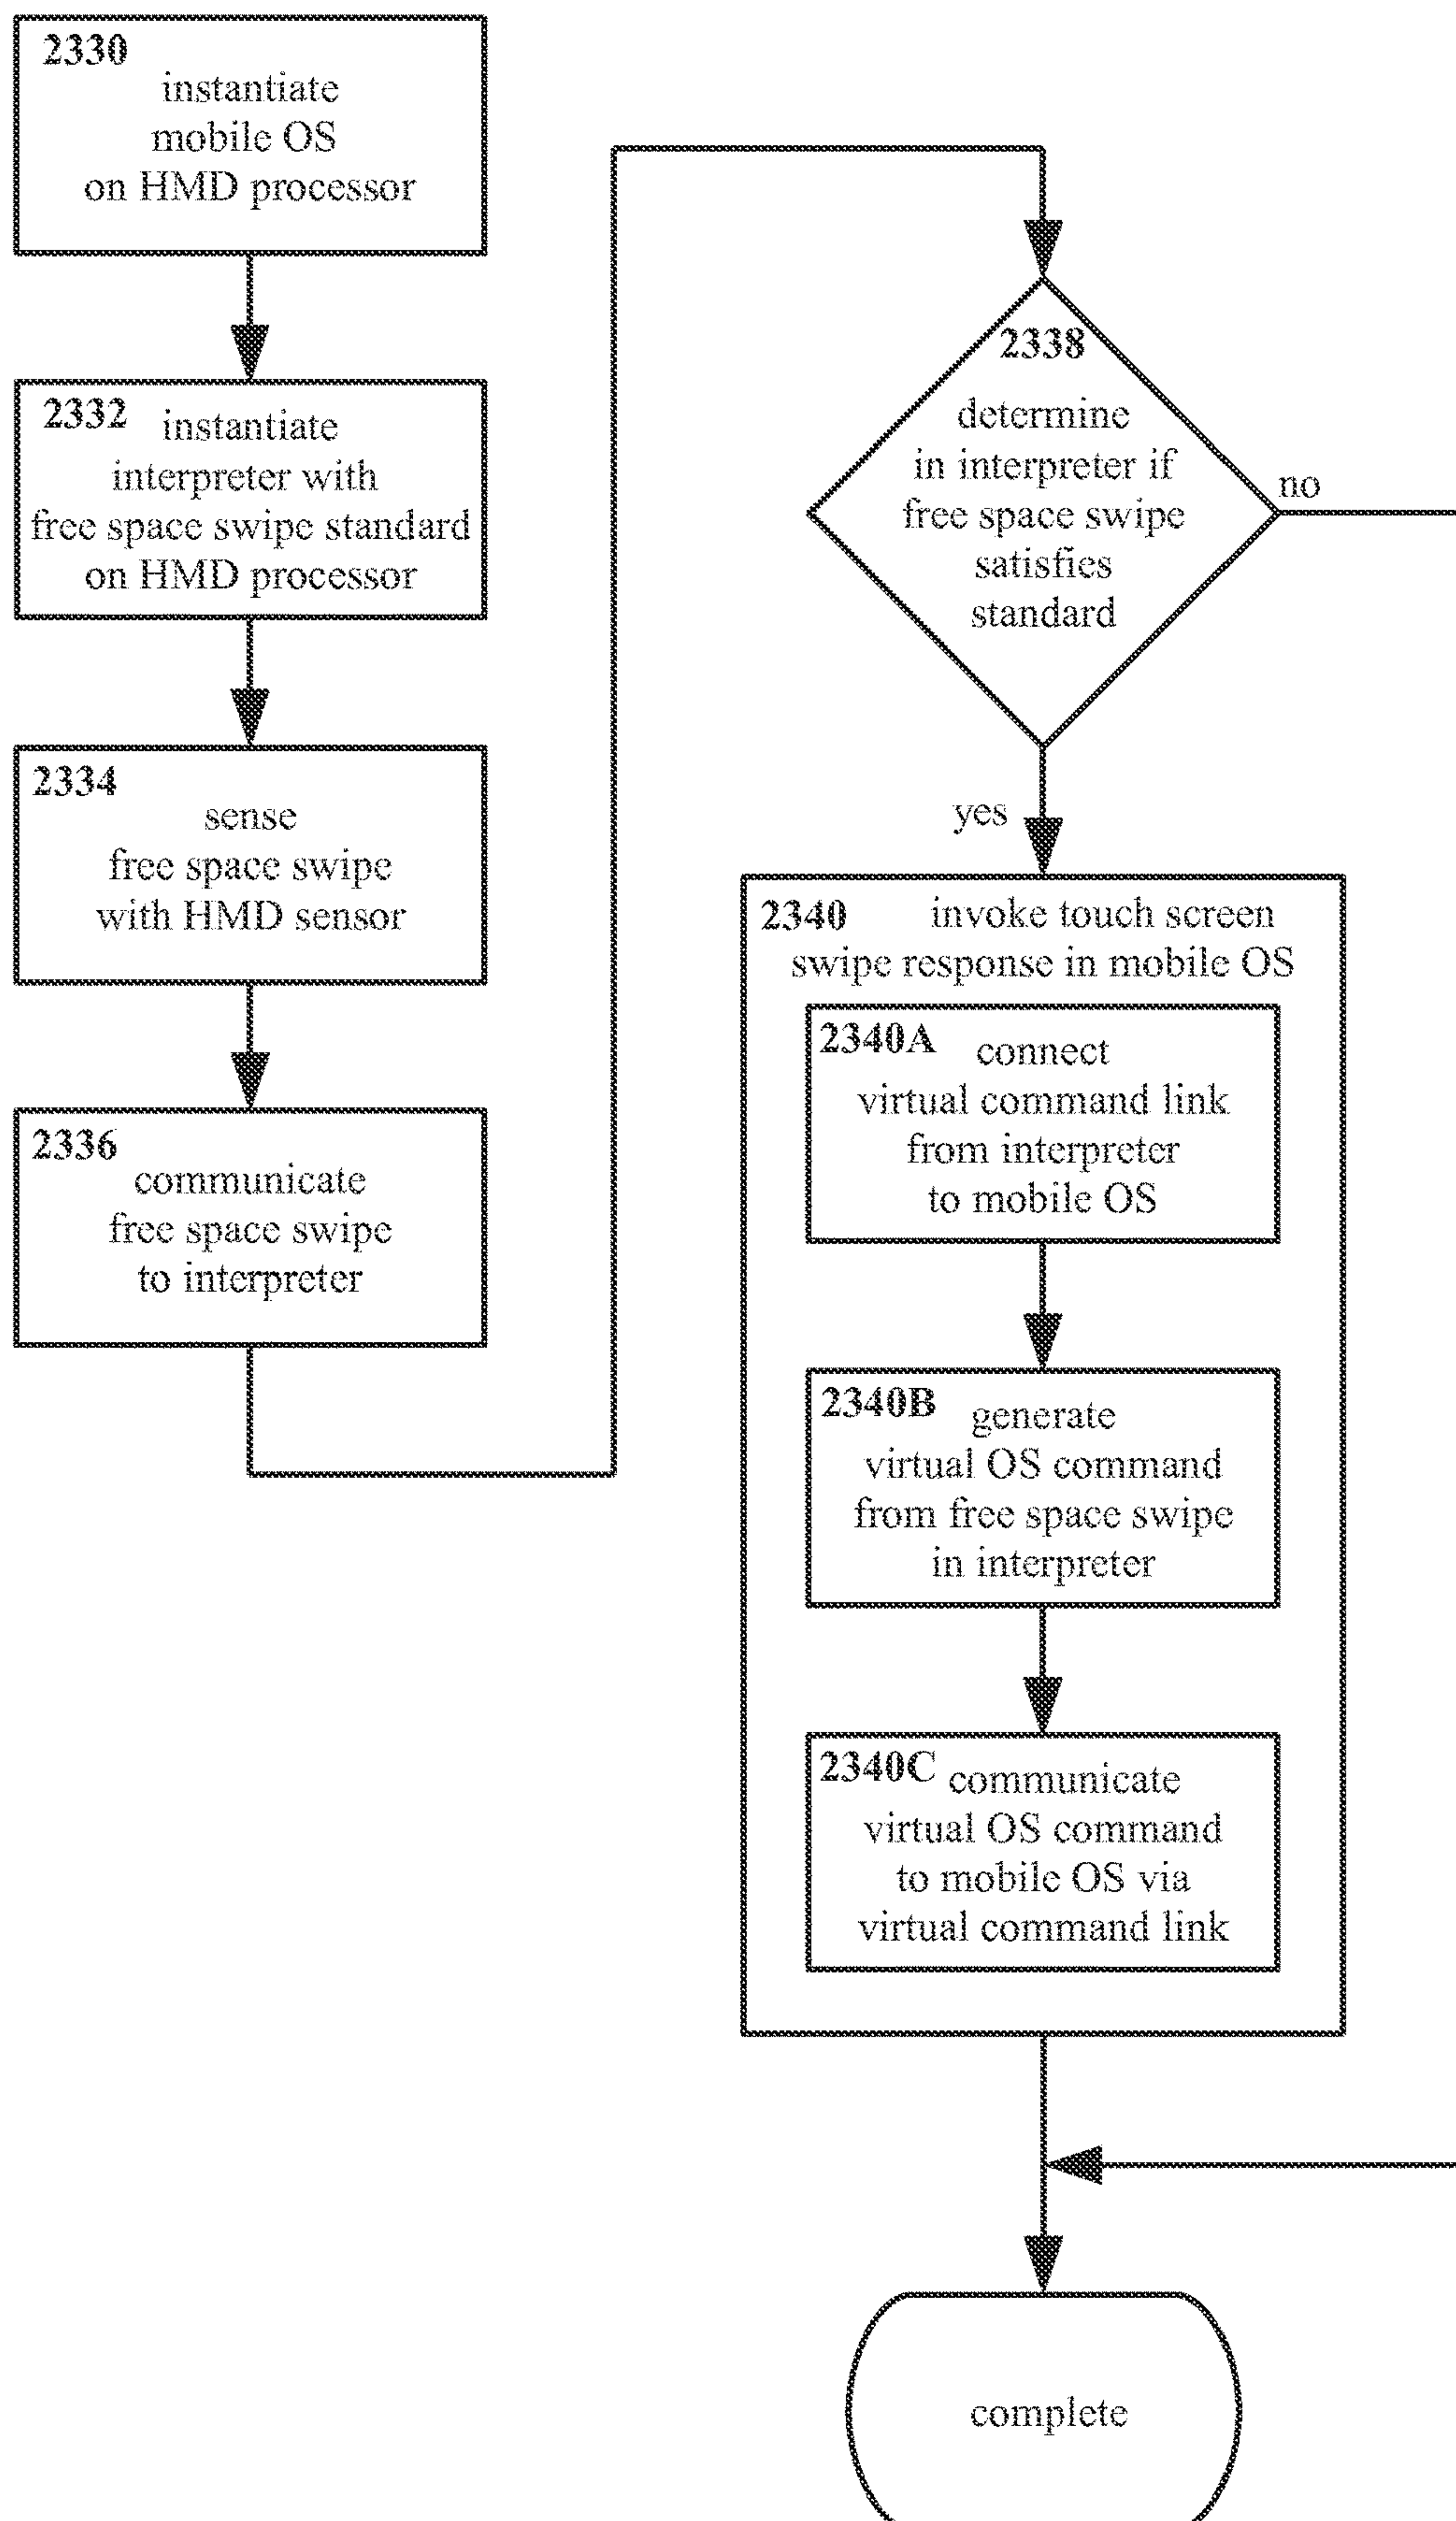 2330
instantiate
mobile OS
on HMD processor
2332 instantiate
interpreter with
free space swipe standard
on HMD processor
2334
sense
free space swipe
with HMD sensor
2336
communicate
free space swipe
to interpreter
2338
determine
in interpreter if
free space swipe
satisfies
standard
no
yes
2340 invoke touch screen
swipe response in mobile OS
2340A connect
virtual command link
from interpreter
to mobile OS
2340B generate
virtual OS command
from free space swipe
in interpreter
2340C communicate
virtual OS command
to mobile OS via
virtual command link
complete